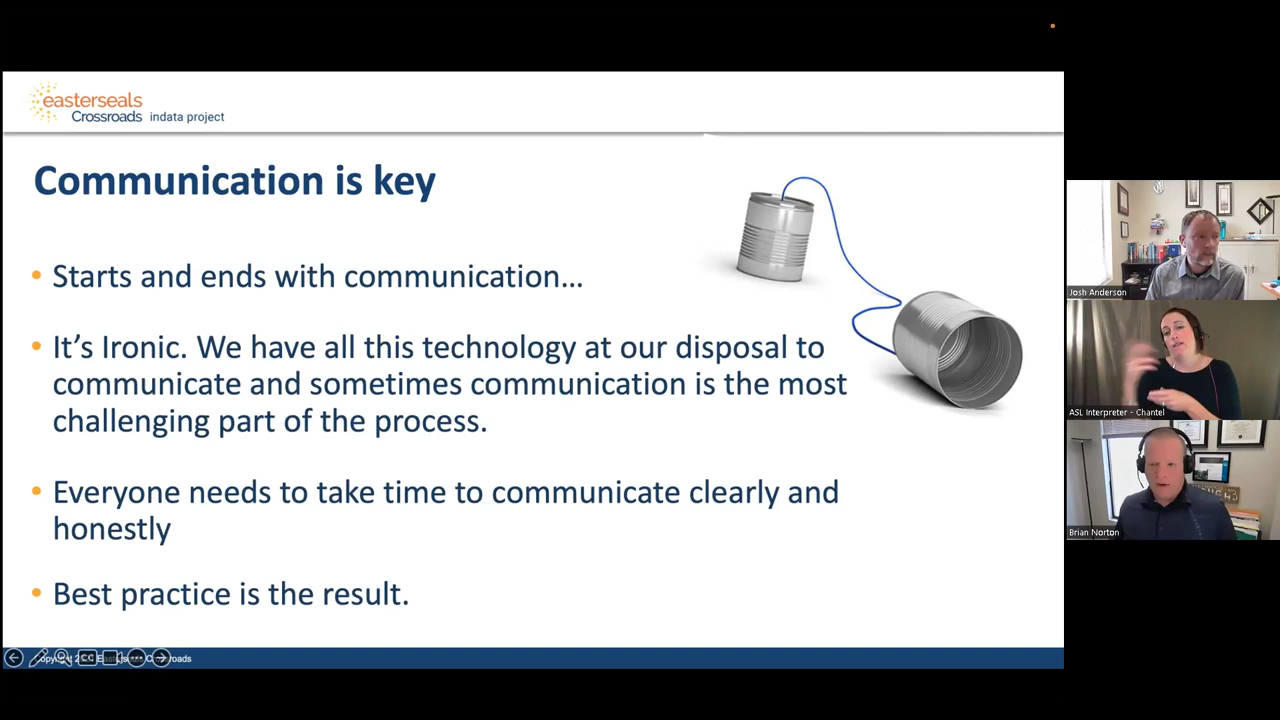 easterseals
Crossroads indata project
Communication is key
• Starts and ends with communication...
• It's Ironic. We have all this technology at our disposal to
communicate and sometimes communication is the most
challenging part of the process.
• Everyone needs to take time to communicate clearly and
honestly
• Best practice is the result.
Josh Anderson
ASL Interpreter - Chantel
Brian Norton